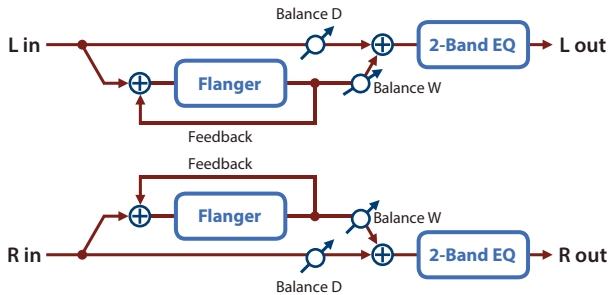 Balance D
L in
2-Band EQ
L out
Flanger
Balance W
Feedback
Feedback
Flanger
Balance W
R in
2-Band EQ
R out
Balance D